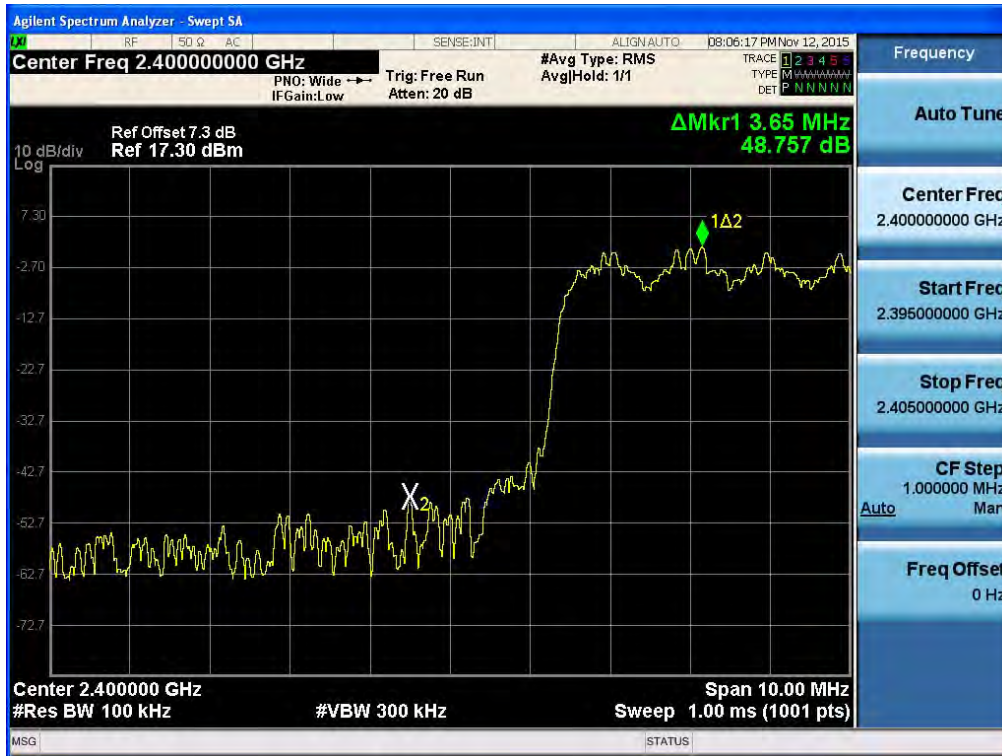 Agilent Spectrum Analyzer - Swept SA
LXI RF 50 Ω AC SENSE:INT ALIGN AUTO 08:06:17 PM Nov 12, 2015
Center Freq 2.400000000 GHz
PNO: Wide
IFGain:Low
Trig: Free Run
Atten: 20 dB
#Avg Type: RMS
Avg|Hold: 1/1
TRACE 1 2 3 4 5 6
TYPE M
DET P N N N N N
ΔMkr1 3.65 MHz
48.757 dB
Ref Offset 7.3 dB
10 dB/div Ref 17.30 dBm
Log
7.30
-2.70
-12.7
-22.7
-32.7
-42.7
-52.7
-62.7
-72.7
1Δ2
X2
Center 2.400000 GHz
Span 10.00 MHz
#Res BW 100 kHz
#VBW 300 kHz
Sweep 1.00 ms (1001 pts)
MSG
STATUS
Frequency
Auto Tune
Center Freq
2.400000000 GHz
Start Freq
2.395000000 GHz
Stop Freq
2.405000000 GHz
CF Step
1.000000 MHz
Auto Man
Freq Offset
0 Hz